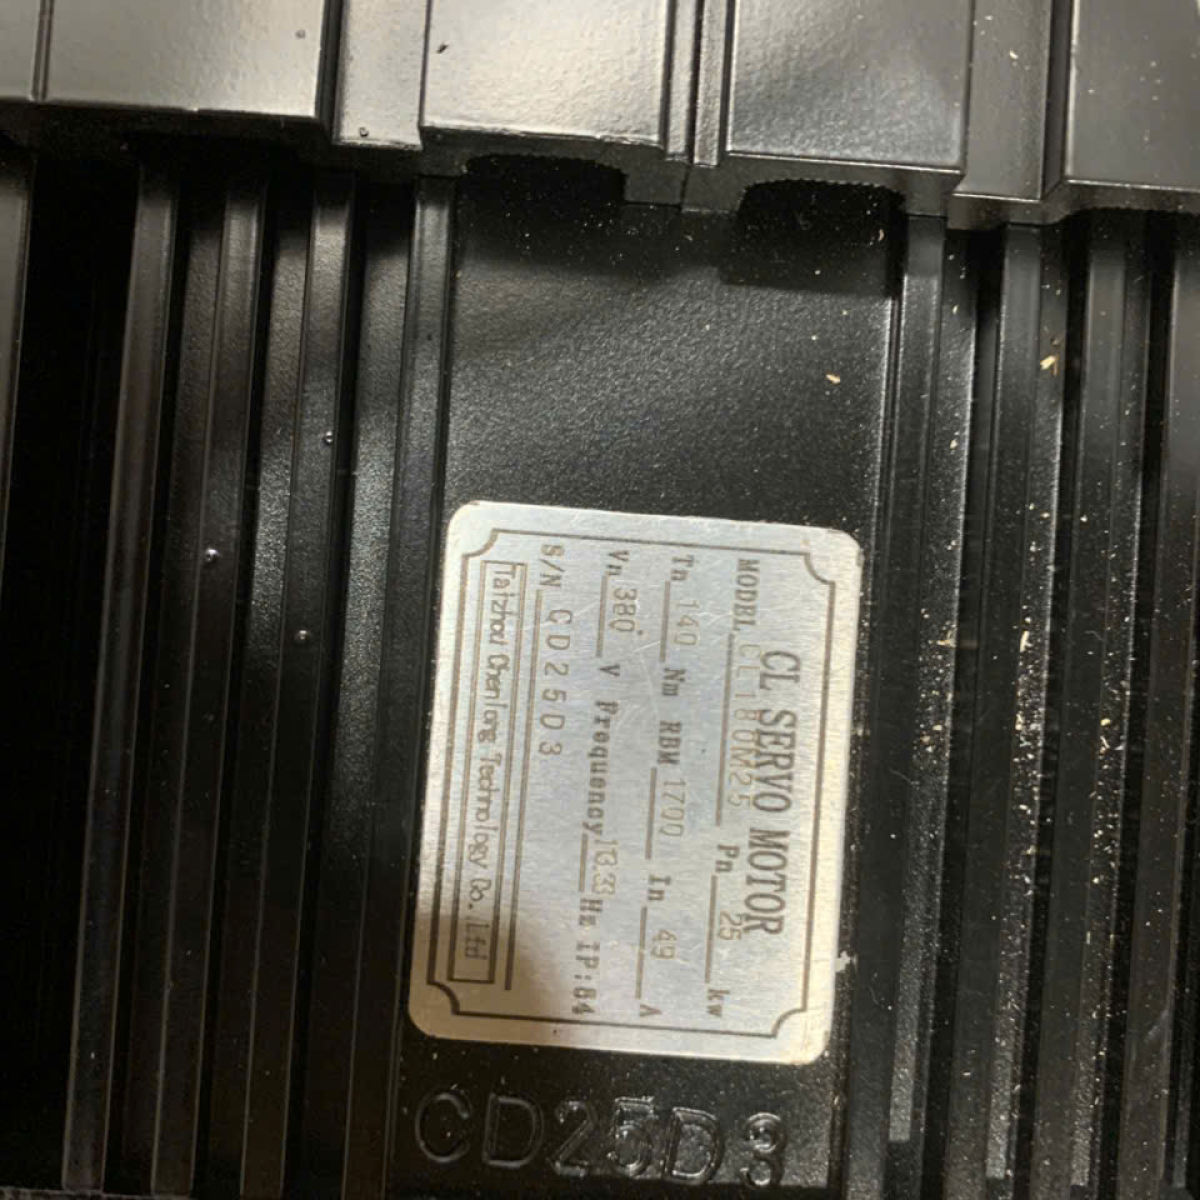 CL SERVO MOTOR
MODEL CL180M25 Pn 25 kw
Tn 140 Nm RBM 1700 In 49 A
Vn 380 V Frequency 113.33 Hz IP:64
S/N CD25D3
Taizhou Chenlong Technology Co.,Ltd
CD25D3